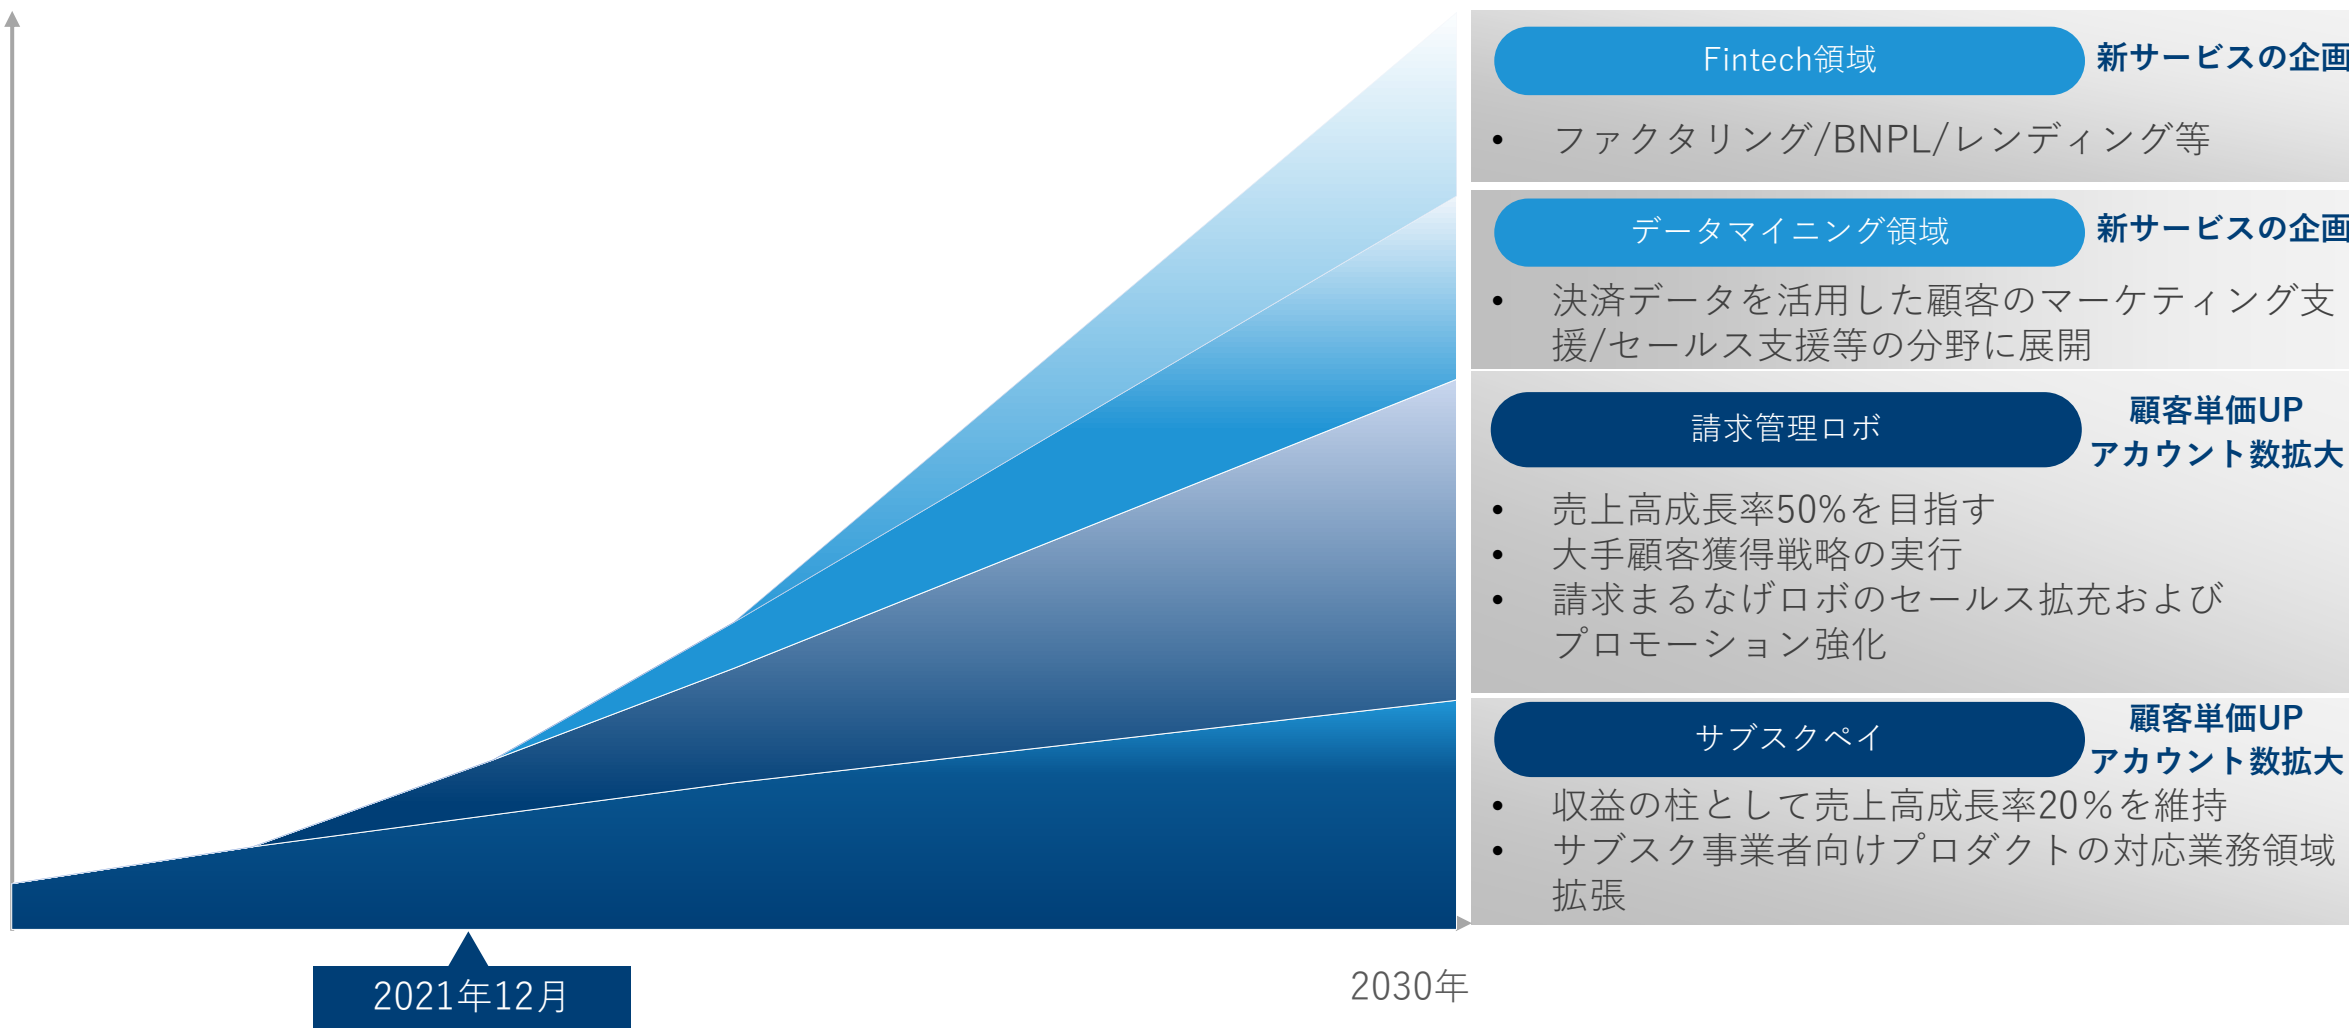 Fintech領域
新サービスの企画
• ファクタリング/BNPL/レンディング等
データマイニング領域
新サービスの企画
• 決済データを活用した顧客のマーケティング支
援/セールス支援等の分野に展開
請求管理ロボ
顧客単価UP
アカウント数拡大
• 売上高成長率50%を目指す
• 大手顧客獲得戦略の実行
• 請求まるなげロボのセールス拡充および
プロモーション強化
サブスクペイ
顧客単価UP
アカウント数拡大
• 収益の柱として売上高成長率20%を維持
• サブスク事業者向けプロダクトの対応業務領域
拡張
2021年12月
2030年